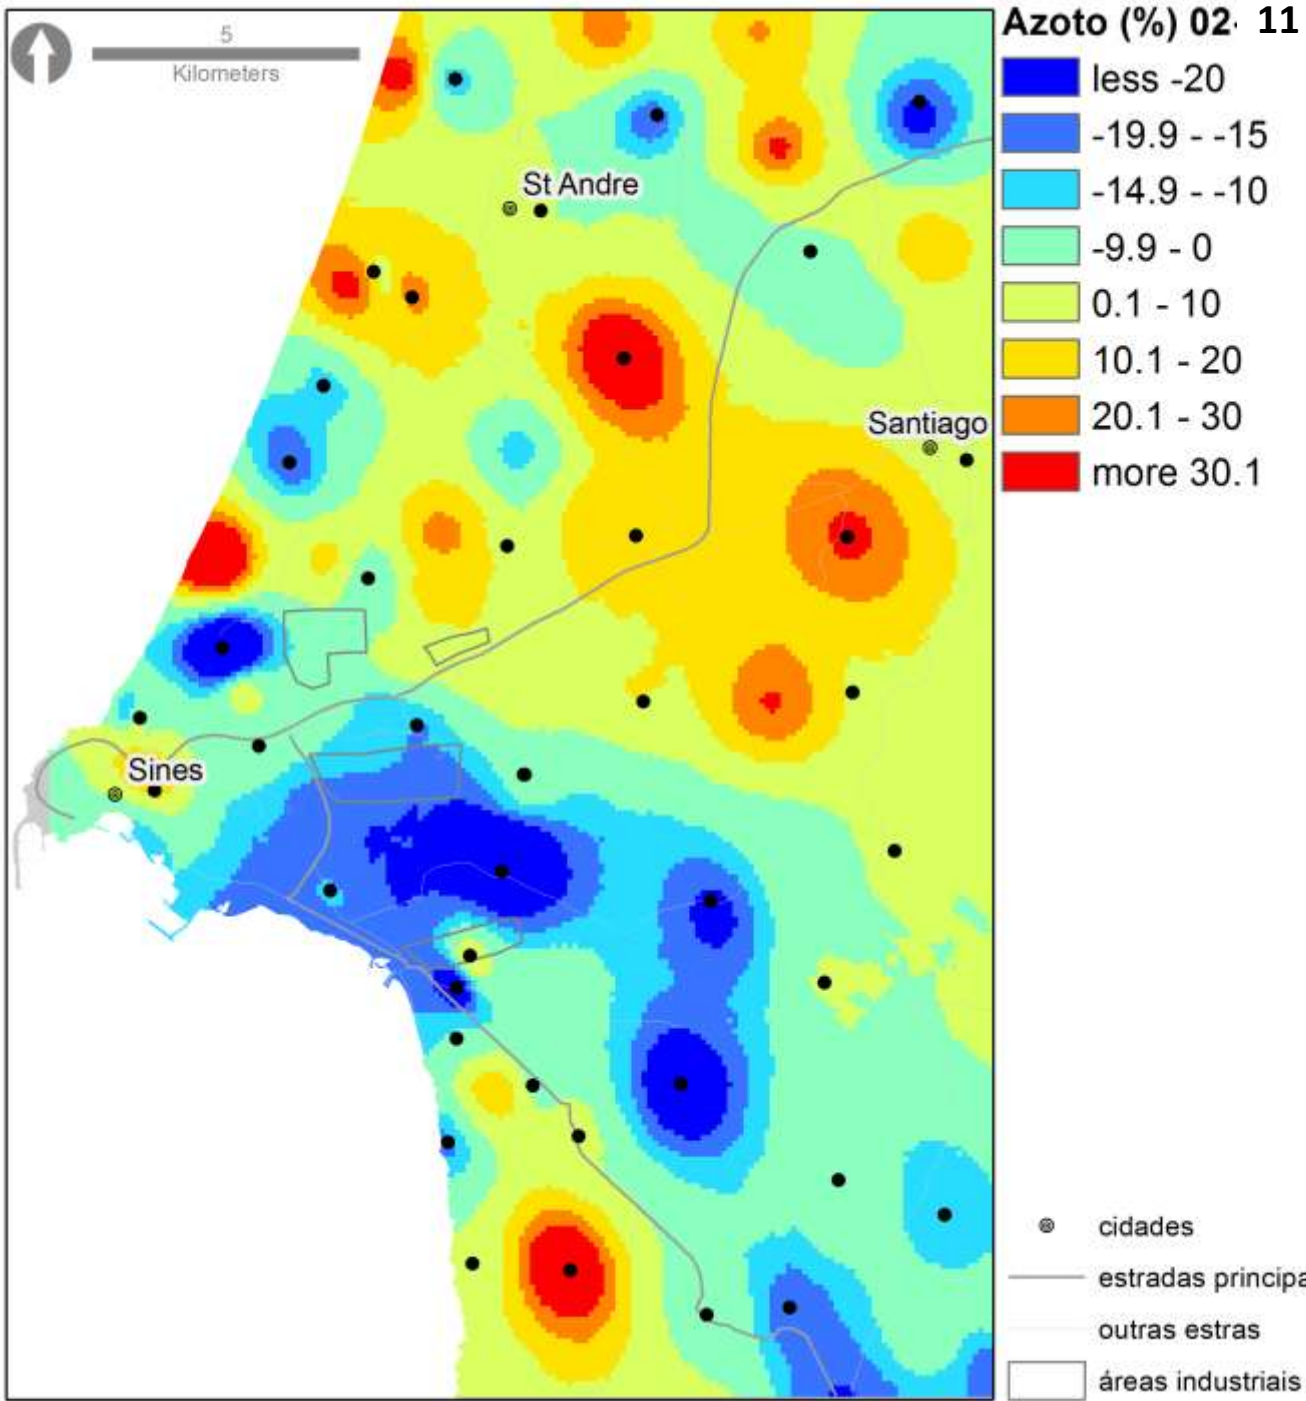 5
Kilometers
Azoto (%) 02- 11
less -20
-19.9 - -15
-14.9 - -10
-9.9 - 0
0.1 - 10
10.1 - 20
20.1 - 30
more 30.1
St Andre
Santiago
Sines
cidades
estradas principa
outras estras
áreas industriais